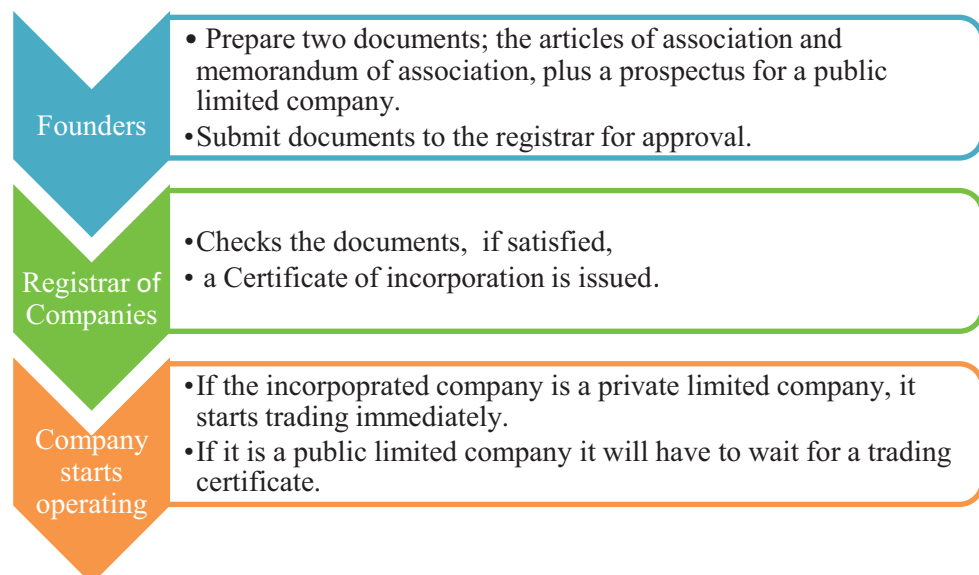 Founders
• Prepare two documents; the articles of association and
memorandum of association, plus a prospectus for a public
limited company.
•Submit documents to the registrar for approval.
Registrar of
Companies
•Checks the documents, if satisfied,
• a Certificate of incorporation is issued.
Company
starts
operating
•If the incorpoprated company is a private limited company, it
starts trading immediately.
•If it is a public limited company it will have to wait for a trading
certificate.